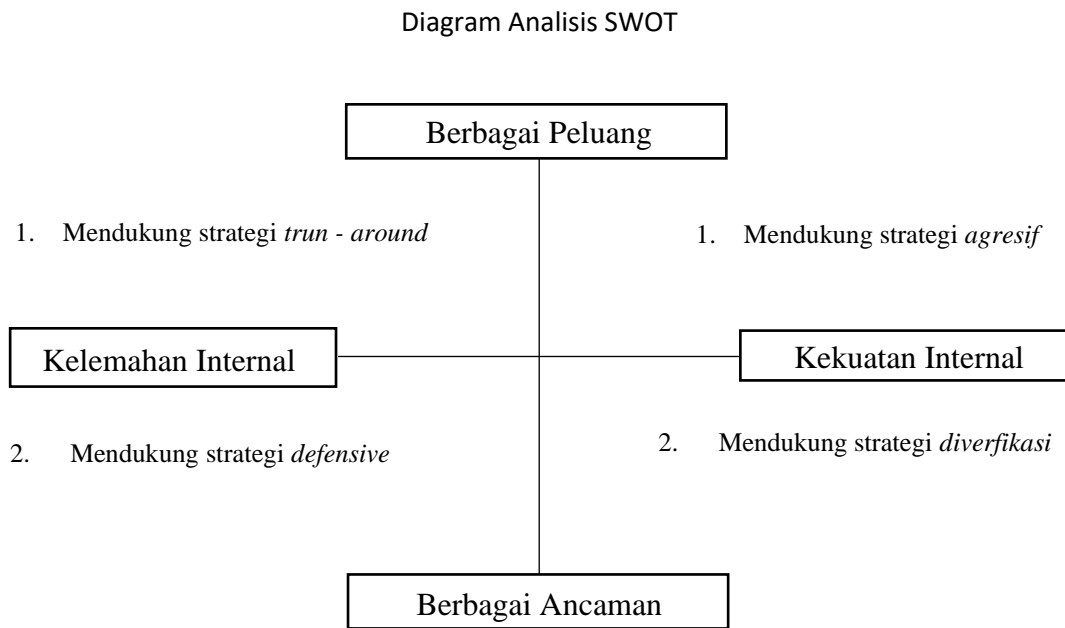 Diagram Analisis SWOT
Berbagai Peluang
1. Mendukung strategi trun - around
1. Mendukung strategi agresif
Kelemahan Internal
Kekuatan Internal
2. Mendukung strategi defensive
2. Mendukung strategi diverfikasi
Berbagai Ancaman